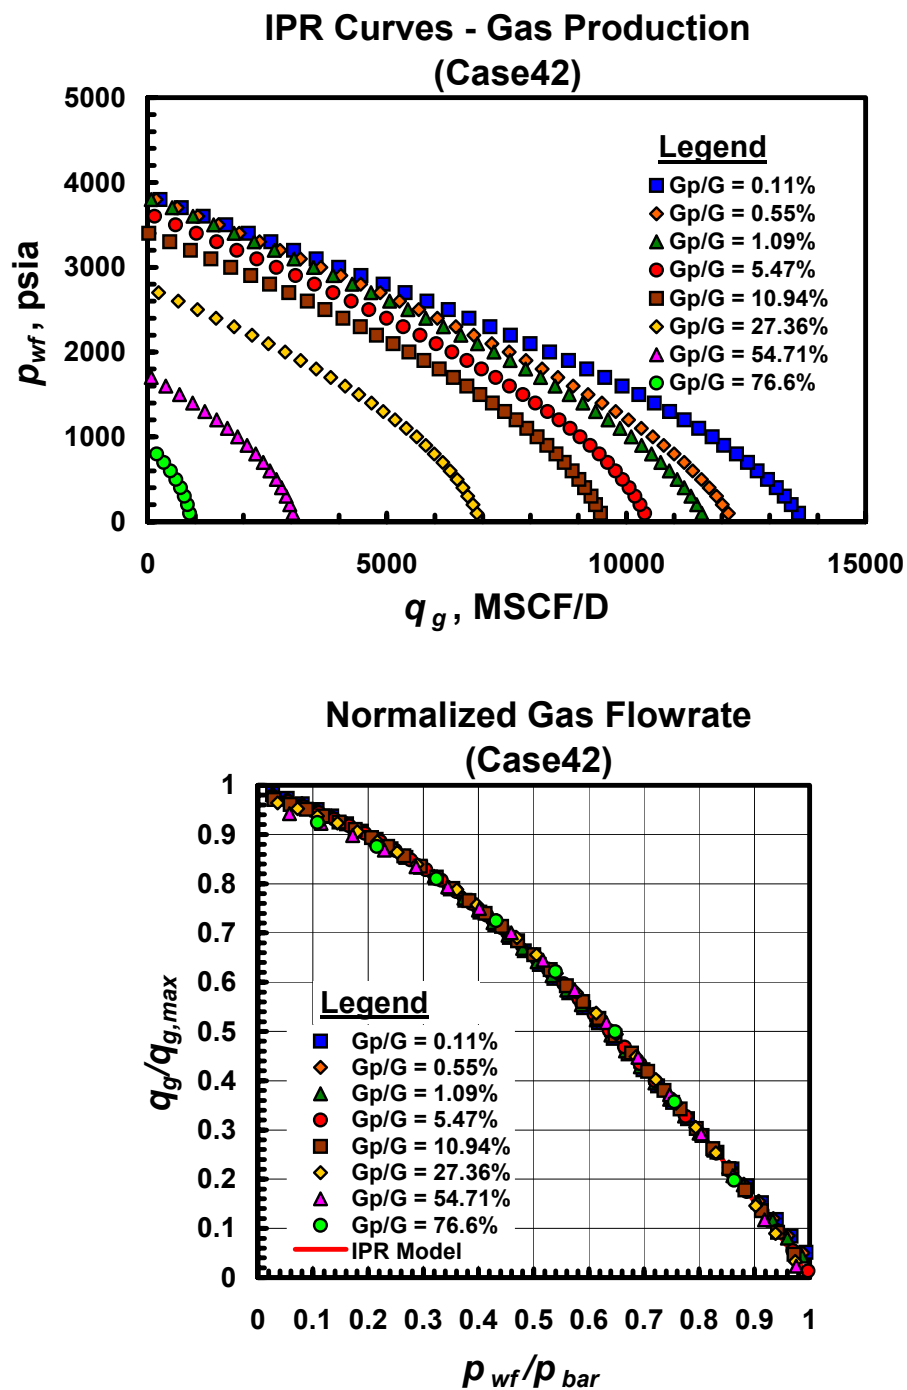 IPR Curves - Gas Production
(Case42)
5000
4000
3000
2000
1000
0
p wf , psia
Legend
Gp/G = 0.11%
Gp/G = 0.55%
Gp/G = 1.09%
Gp/G = 5.47%
Gp/G = 10.94%
Gp/G = 27.36%
Gp/G = 54.71%
Gp/G = 76.6%
0 5000 10000 15000
q g , MSCF/D
Normalized Gas Flowrate
(Case42)
1
0.9
0.8
0.7
0.6
0.5
0.4
0.3
0.2
0.1
0
q g /q g,max
Legend
Gp/G = 0.11%
Gp/G = 0.55%
Gp/G = 1.09%
Gp/G = 5.47%
Gp/G = 10.94%
Gp/G = 27.36%
Gp/G = 54.71%
Gp/G = 76.6%
IPR Model
0 0.1 0.2 0.3 0.4 0.5 0.6 0.7 0.8 0.9 1
p wf /p bar